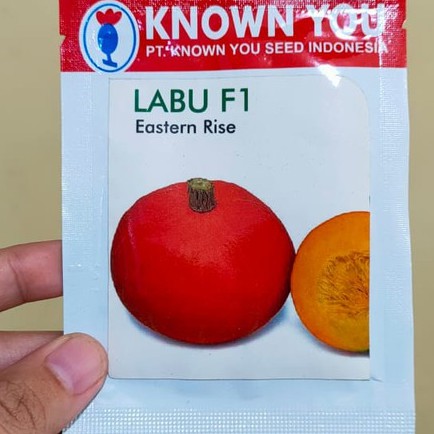 KNOWN YOU
PT. KNOWN YOU SEED INDONESIA
LABU F1
Eastern Rise